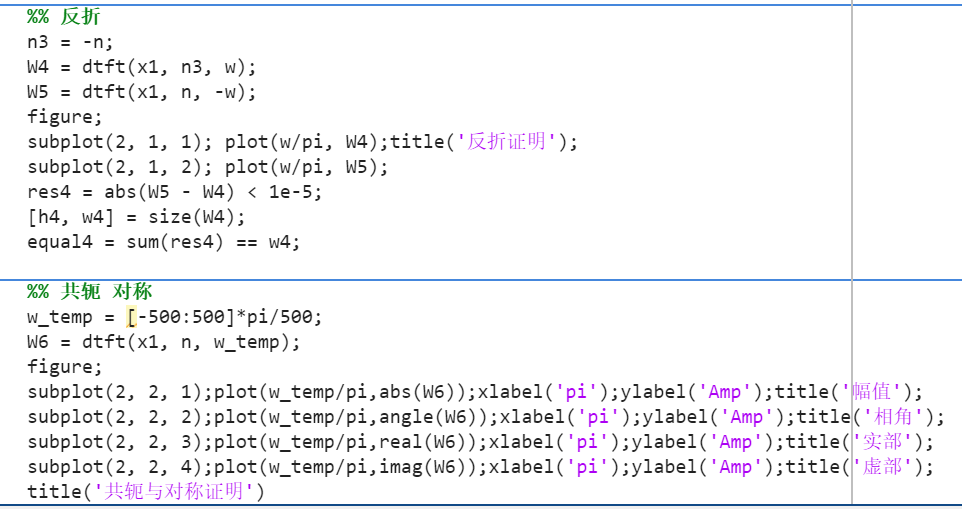 %% 反折
n3 = -n;
W4 = dtft(x1, n3, w);
W5 = dtft(x1, n, -w);
figure;
subplot(2, 1, 1); plot(w/pi, W4);title('反折证明');
subplot(2, 1, 2); plot(w/pi, W5);
res4 = abs(W5 - W4) < 1e-5;
[h4, w4] = size(W4);
equal4 = sum(res4) == w4;
%% 共轭 对称
w_temp = [-500:500]*pi/500;
W6 = dtft(x1, n, w_temp);
figure;
subplot(2, 2, 1);plot(w_temp/pi,abs(W6));xlabel('pi');ylabel('Amp');title('幅值');
subplot(2, 2, 2);plot(w_temp/pi,angle(W6));xlabel('pi');ylabel('Amp');title('相角');
subplot(2, 2, 3);plot(w_temp/pi,real(W6));xlabel('pi');ylabel('Amp');title('实部');
subplot(2, 2, 4);plot(w_temp/pi,imag(W6));xlabel('pi');ylabel('Amp');title('虚部');
title('共轭与对称证明')